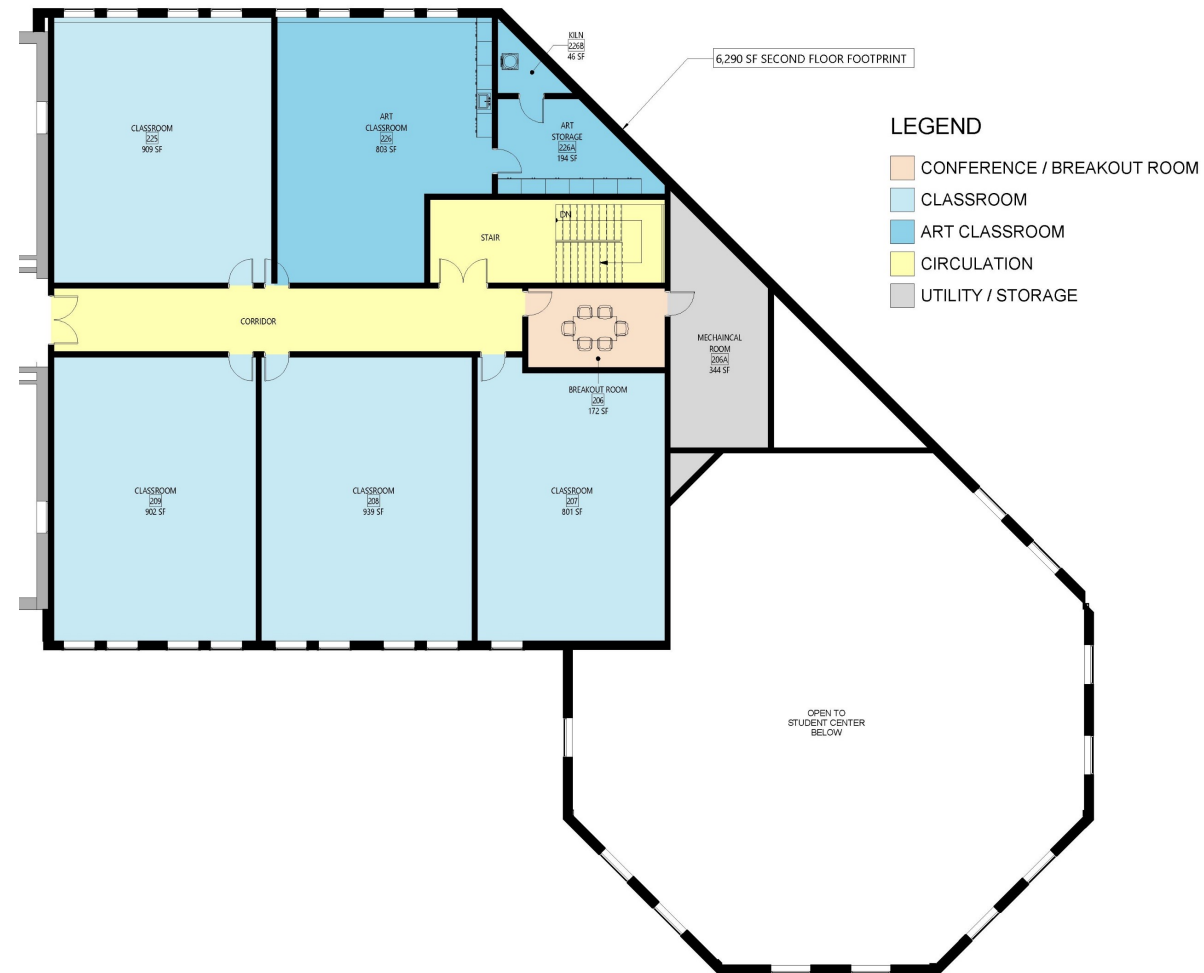 KILN
226B
46 SF
6,290 SF SECOND FLOOR FOOTPRINT
LEGEND
CONFERENCE / BREAKOUT ROOM
CLASSROOM
ART CLASSROOM
CIRCULATION
UTILITY / STORAGE
CLASSROOM
225
909 SF
ART
CLASSROOM
226
803 SF
ART
STORAGE
226A
194 SF
DN
STAIR
CORRIDOR
MECHAINCAL
ROOM
206A
344 SF
BREAKOUT ROOM
206
172 SF
CLASSROOM
209
902 SF
CLASSROOM
208
939 SF
CLASSROOM
207
801 SF
OPEN TO
STUDENT CENTER
BELOW